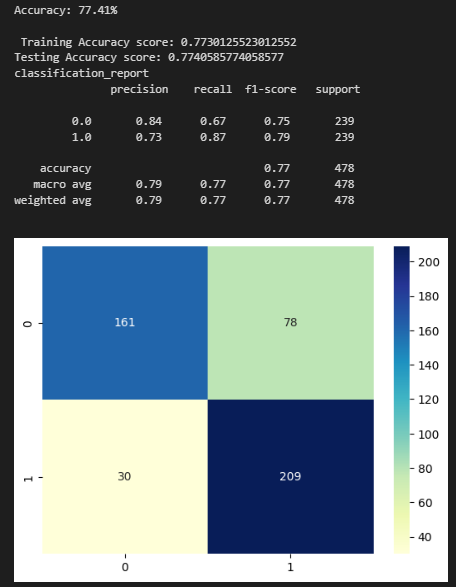 Accuracy: 77.41%
Training Accuracy score: 0.7730125523012552
Testing Accuracy score: 0.7740585774058577
classification_report
precision recall f1-score support
0.0 0.84 0.67 0.75 239
1.0 0.73 0.87 0.79 239
accuracy 0.77 478
macro avg 0.79 0.77 0.77 478
weighted avg 0.79 0.77 0.77 478
200
180
0 161 78 160
140
120
100
80
1 30 209 60
40
0 1